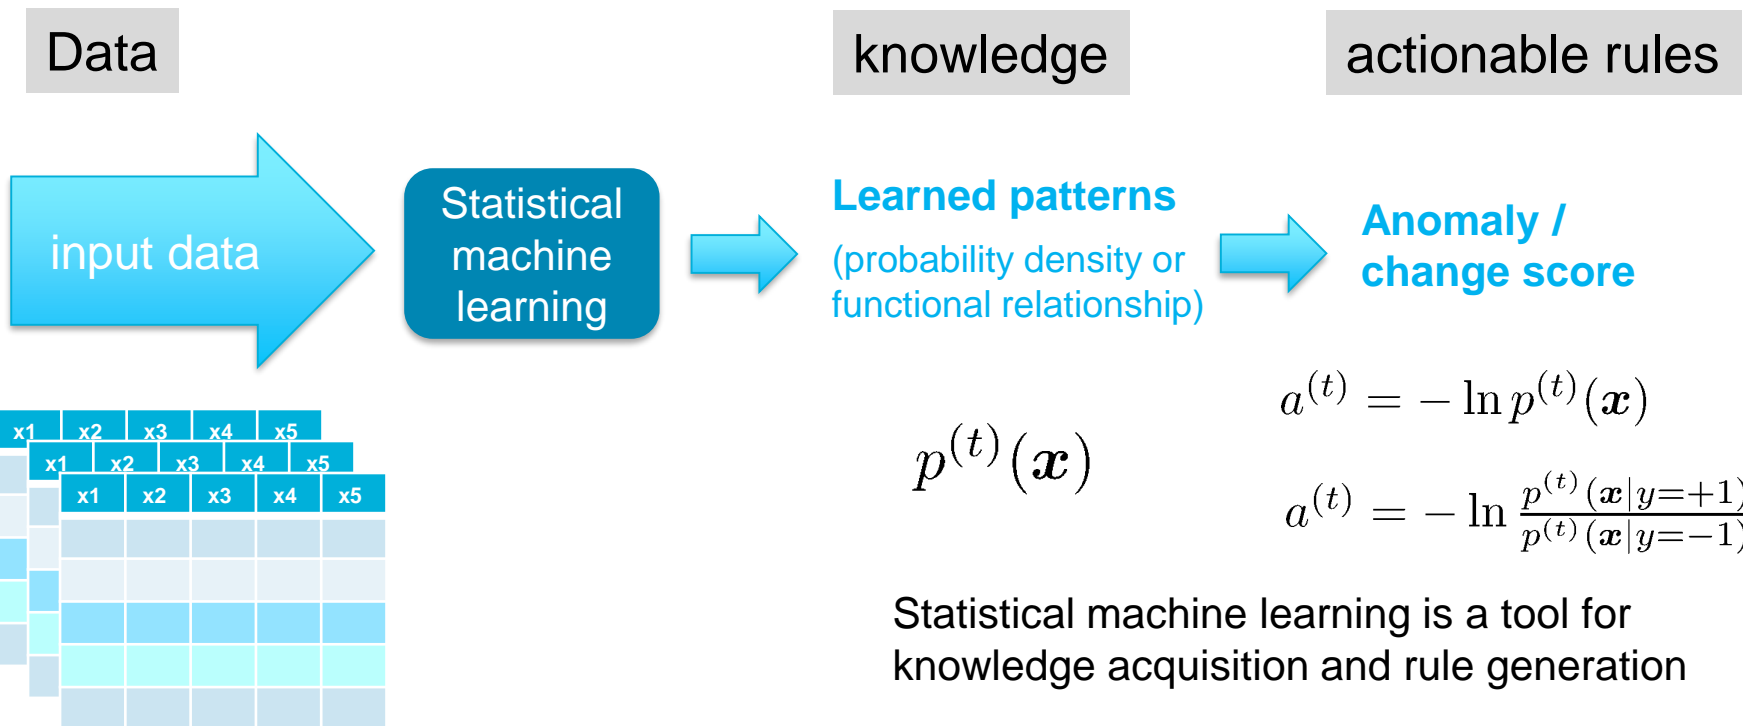 Data
knowledge
actionable rules
input data
Statistical
machine
learning
Learned patterns
(probability density or
functional relationship)
Anomaly /
change score
x1 x2 x3 x4 x5
x1 x2 x3 x4 x5
x1 x2 x3 x4 x5
p^{(t)}(x)
a^{(t)} = − ln p^{(t)}(x)
a^{(t)} = − ln \frac{p^{(t)}(x|y=+1)}{p^{(t)}(x|y=−1)}
Statistical machine learning is a tool for
knowledge acquisition and rule generation